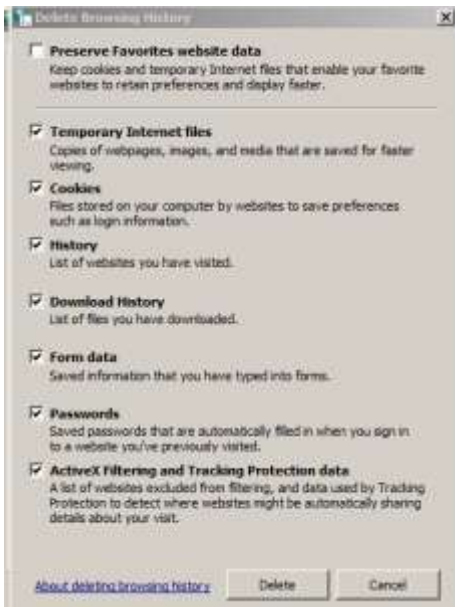 Delete Browsing History
Preserve Favorites website data
Keep cookies and temporary Internet files that enable your favorite
websites to retain preferences and display faster.
Temporary Internet files
Copies of webpages, images, and media that are saved for faster
viewing.
Cookies
Files stored on your computer by websites to save preferences
such as login information.
History
List of websites you have visited.
Download History
List of files you have downloaded.
Form data
Saved information that you have typed into forms.
Passwords
Saved passwords that are automatically filled in when you sign in
to a website you've previously visited.
ActiveX Filtering and Tracking Protection data
A list of websites excluded from filtering, and data used by Tracking
Protection to detect where websites might be automatically sharing
details about your visit.
About deleting browsing history
Delete
Cancel